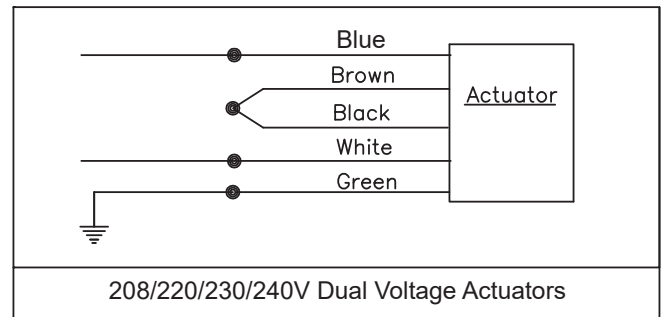 Blue
Brown
Actuator
Black
White
Green
208/220/230/240V Dual Voltage Actuators